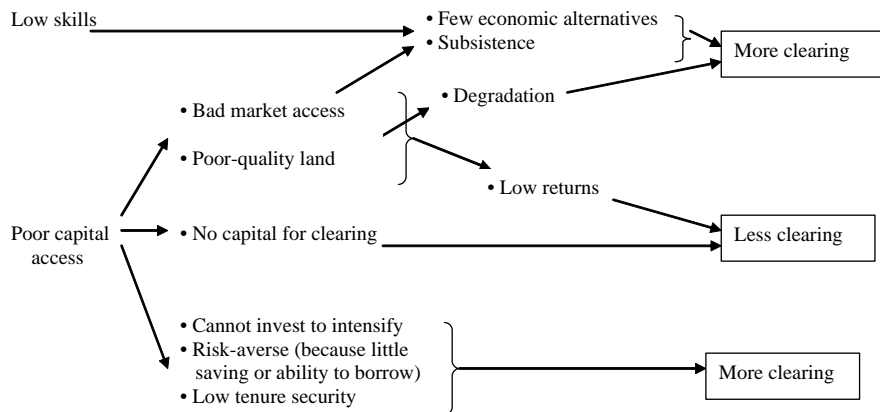 Low skills
• Few economic alternatives
• Subsistence
More clearing
• Bad market access
• Degradation
• Poor-quality land
• Low returns
Poor capital
access
• No capital for clearing
Less clearing
• Cannot invest to intensify
• Risk-averse (because little
saving or ability to borrow)
• Low tenure security
More clearing